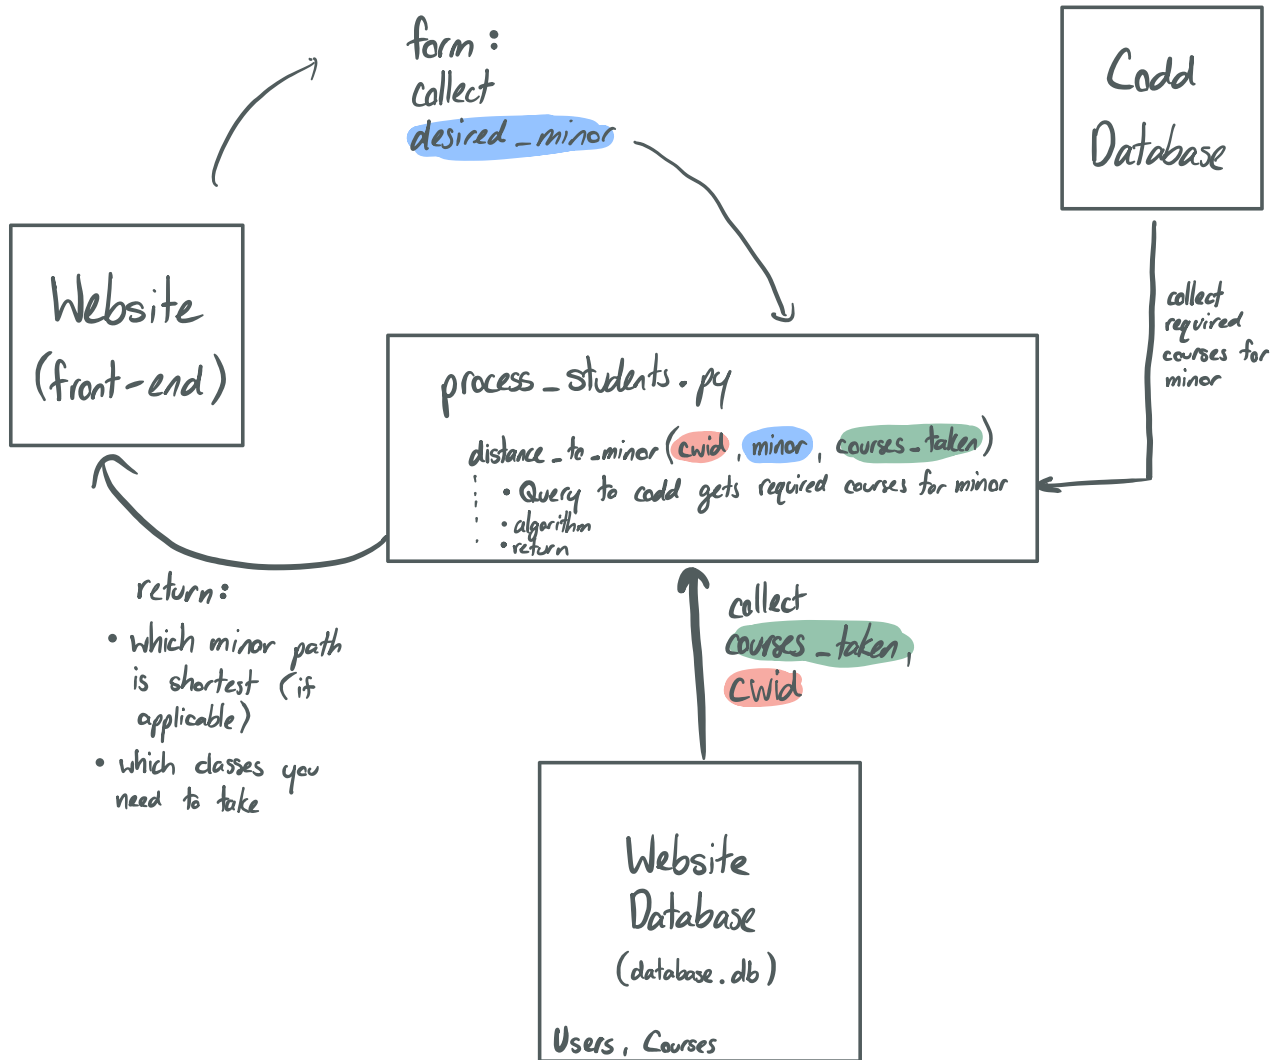 form :
collect
desired_minor
Codd
Database
Website
(front-end)
collect
required
courses for
minor
process_students.py
distance_to_minor(cwid, minor, courses_taken)
• Query to codd gets required courses for minor
• algorithm
• return
return:
• which minor path
is shortest (if
applicable)
• which classes you
need to take
collect
courses_taken,
cwid
Website
Database
(database.db)
Users, Courses